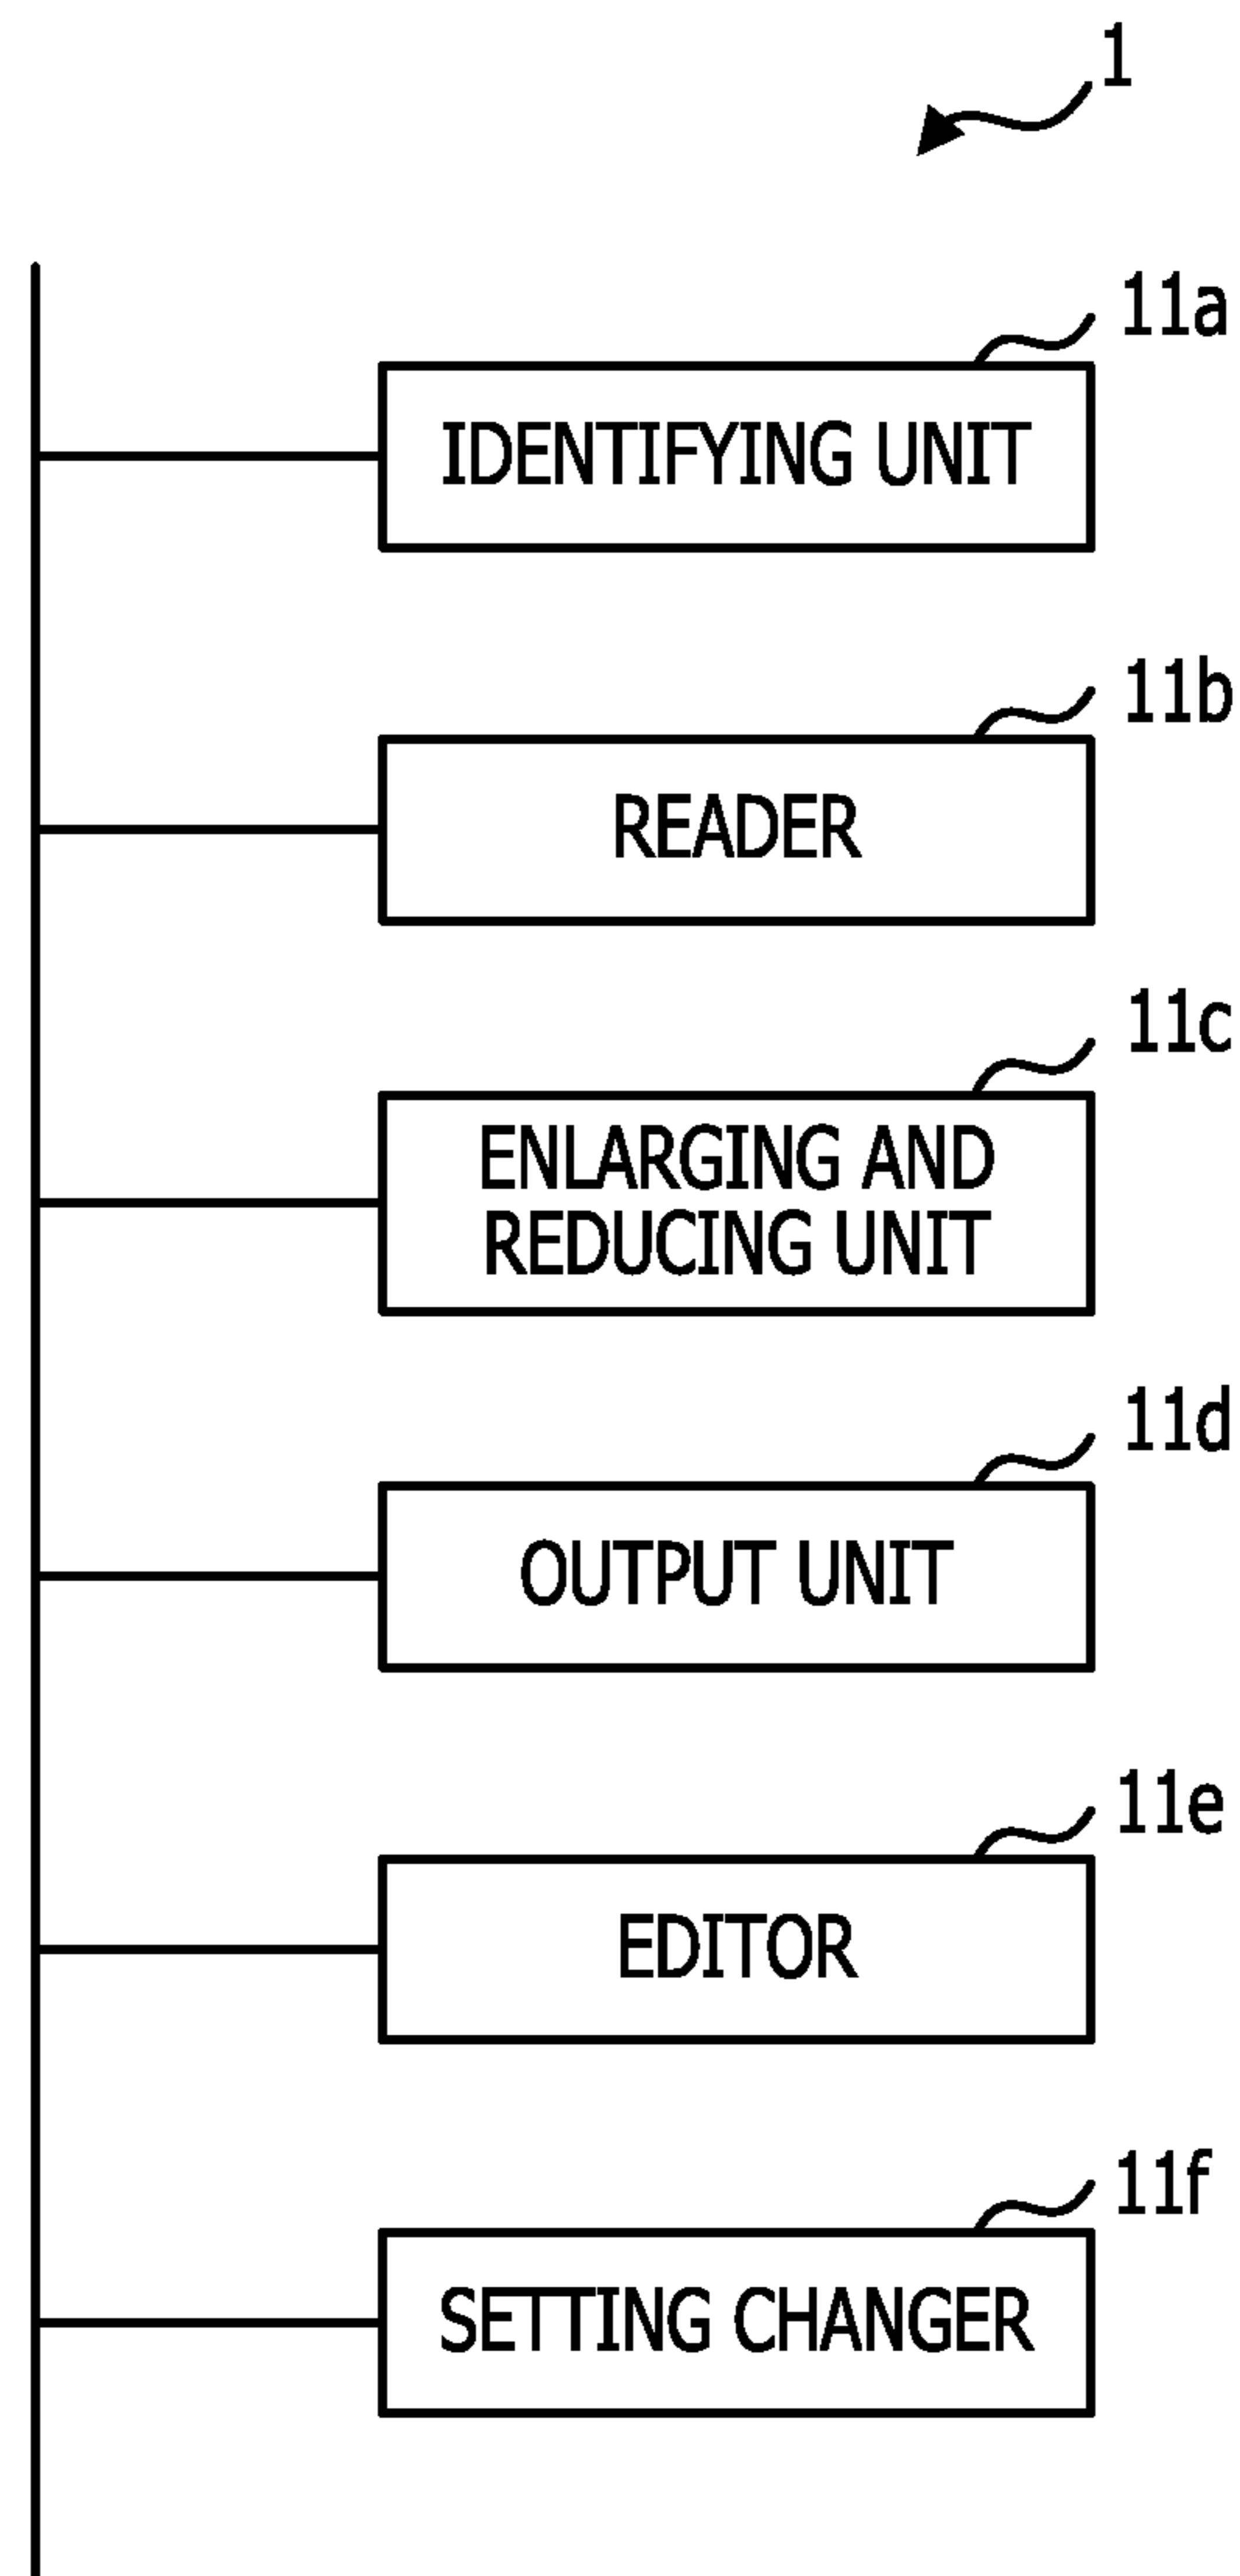 1
11a
IDENTIFYING UNIT
11b
READER
11c
ENLARGING AND
REDUCING UNIT
11d
OUTPUT UNIT
11e
EDITOR
11f
SETTING CHANGER